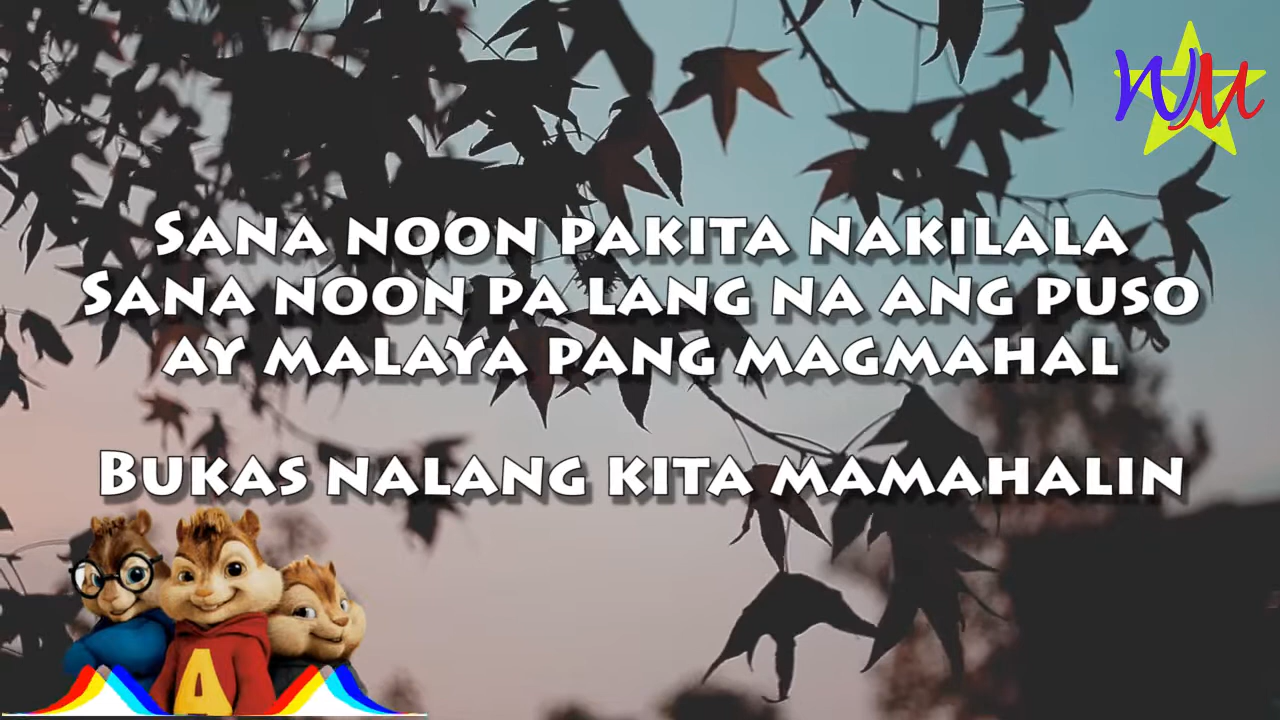 WM
Sana noon pakita nakilala
Sana noon pa lang na ang puso
ay malaya pang magmahal
Bukas nalang kita mamahalin
A